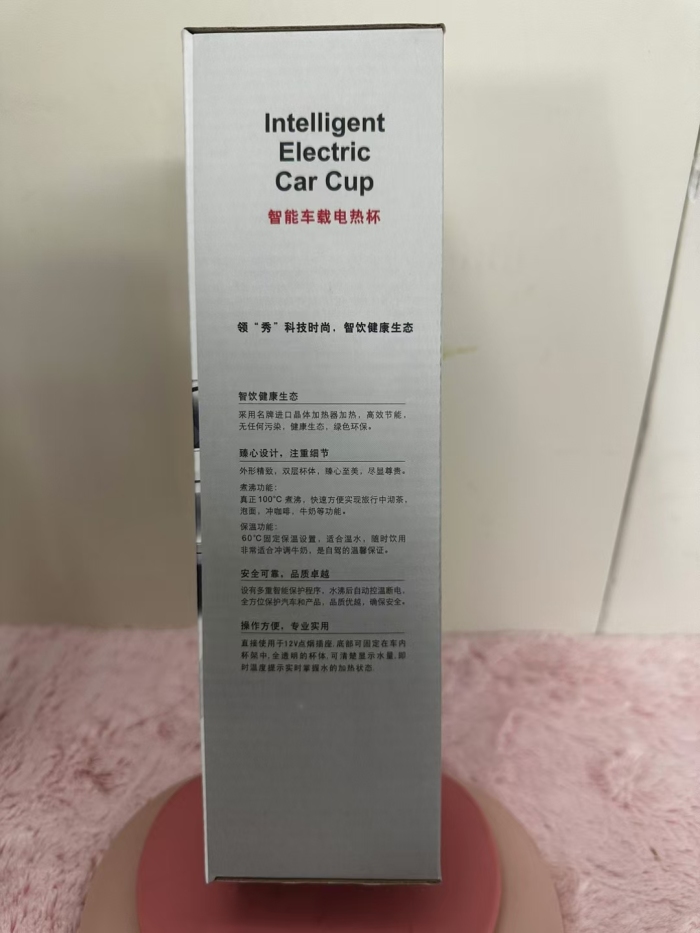 Intelligent
Electric
Car Cup
智能车载电热杯
领“秀”科技时尚，智饮健康生态
智饮健康生态
采用名牌进口晶体加热器加热，高效节能，
无任何污染，健康生态，绿色环保。
臻心设计，注重细节
外形精致，双层杯体，臻心至美，尽显尊贵。
煮沸功能：
真正100℃煮沸，快速方便实现旅行中沏茶、
泡面，冲咖啡、牛奶等功能。
保温功能：
60℃固定保温设置，适合温水，随时饮用
非常适合冲调牛奶，是自驾的温馨保证。
安全可靠，品质卓越
设有多重智能保护程序，水沸后自动控温断电，
全方位保护汽车和产品，品质优越，确保安全。
操作方便，专业实用
直接使用于12V点烟插座，底部可固定在车内
杯架中，全透明的杯体，可清楚显示水量，即
时温度提示实时掌握水的加热状态